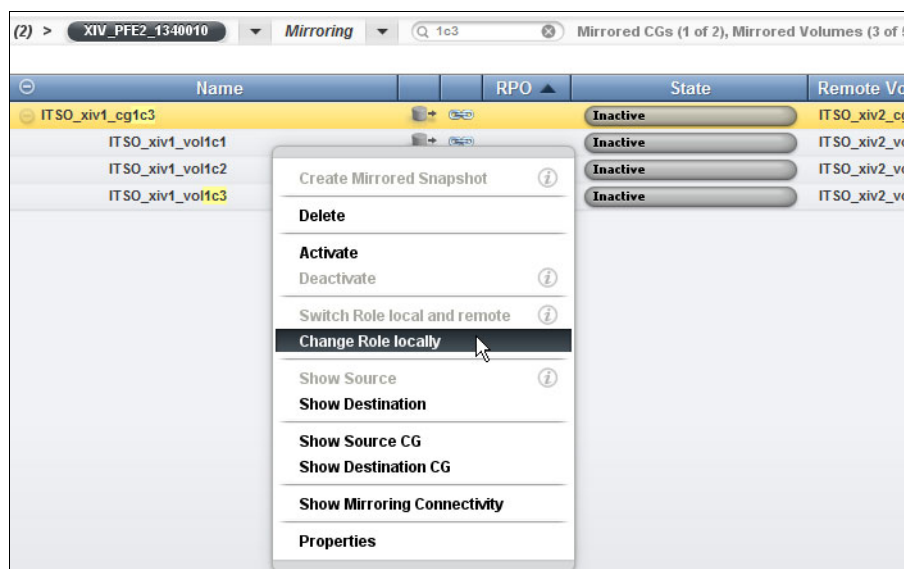 (2) > XIV_PFE2_1340010 Mirroring 1c3 Mirrored CGs (1 of 2), Mirrored Volumes (3 of
Name RPO State Remote Vo
ITSO_xiv1_cg1c3 Inactive ITSO_xiv2_cg
ITSO_xiv1_vol1c1 Inactive ITSO_xiv2_vo
ITSO_xiv1_vol1c2 Inactive ITSO_xiv2_vo
ITSO_xiv1_vol1c3 Inactive ITSO_xiv2_vo
Create Mirrored Snapshot
Delete
Activate
Deactivate
Switch Role local and remote
Change Role locally
Show Source
Show Destination
Show Source CG
Show Destination CG
Show Mirroring Connectivity
Properties